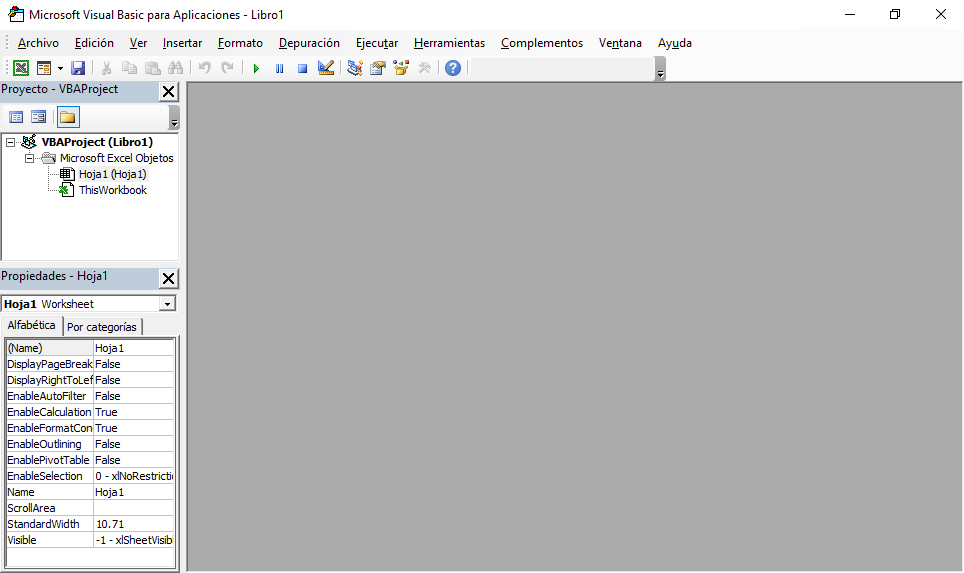 Microsoft Visual Basic para Aplicaciones - Libro1
Archivo Edición Ver Insertar Formato Depuración Ejecutar Herramientas Complementos Ventana Ayuda
Proyecto - VBAProject
VBAProject (Libro1)
Microsoft Excel Objetos
Hoja1 (Hoja1)
ThisWorkbook
Propiedades - Hoja1
Hoja1 Worksheet
Alfabética Por categorías
(Name) Hoja1
DisplayPageBreak False
DisplayRightToLef False
EnableAutoFilter False
EnableCalculation True
EnableFormatCon True
EnableOutlining False
EnablePivotTable False
EnableSelection 0 - xlNoRestricti
Name Hoja1
ScrollArea
StandardWidth 10.71
Visible -1 - xlSheetVisibl